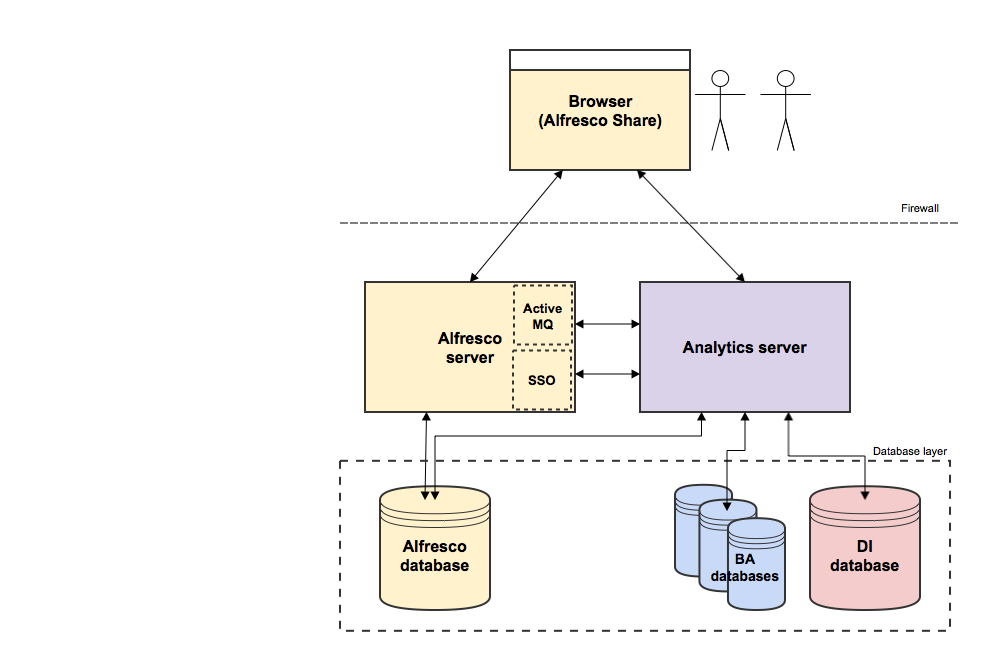 Browser
(Alfresco Share)
Firewall
Active
MQ
Alfresco
server
SSO
Analytics server
Database layer
Alfresco
database
BA
databases
DI
database